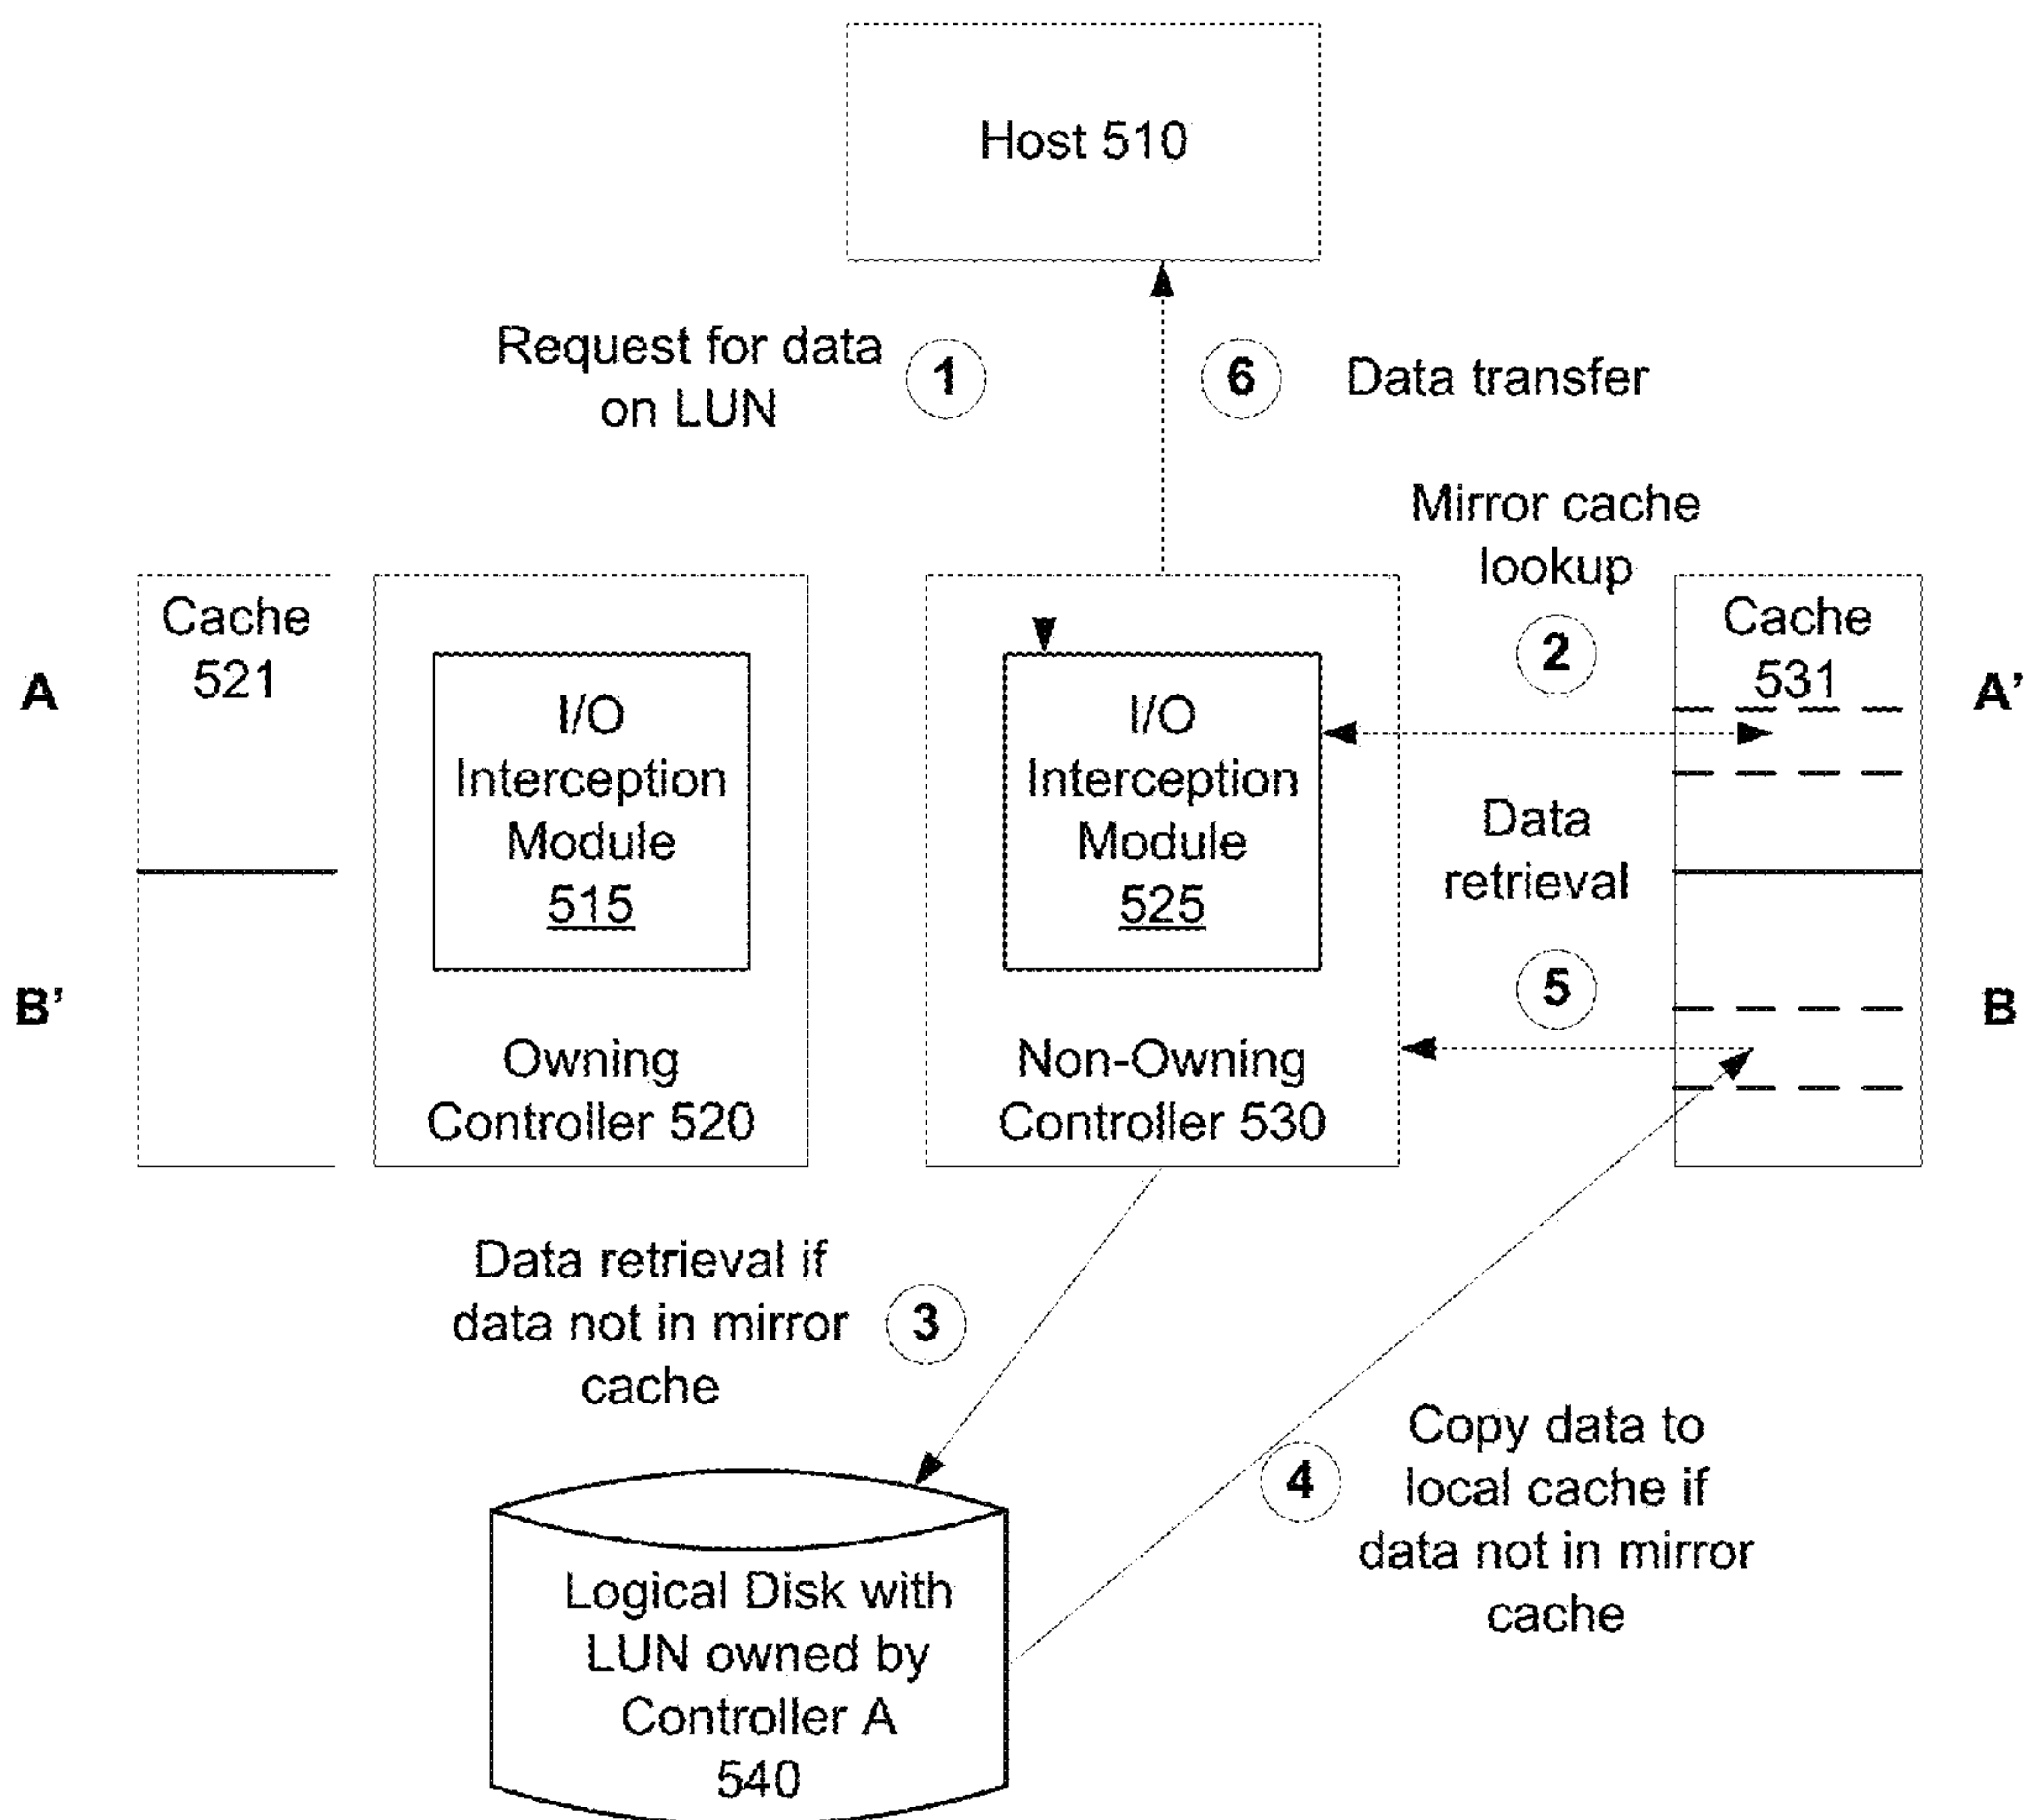 Host 510
Request for data
on LUN
1
6
Data transfer
Mirror cache
lookup
2
Cache
521
A
B'
I/O
Interception
Module
515
Owning
Controller 520
I/O
Interception
Module
525
Non-Owning
Controller 530
Cache
531
A'
B
Data
retrieval
5
Data retrieval if
data not in mirror
cache
3
4
Copy data to
local cache if
data not in mirror
cache
Logical Disk with
LUN owned by
Controller A
540